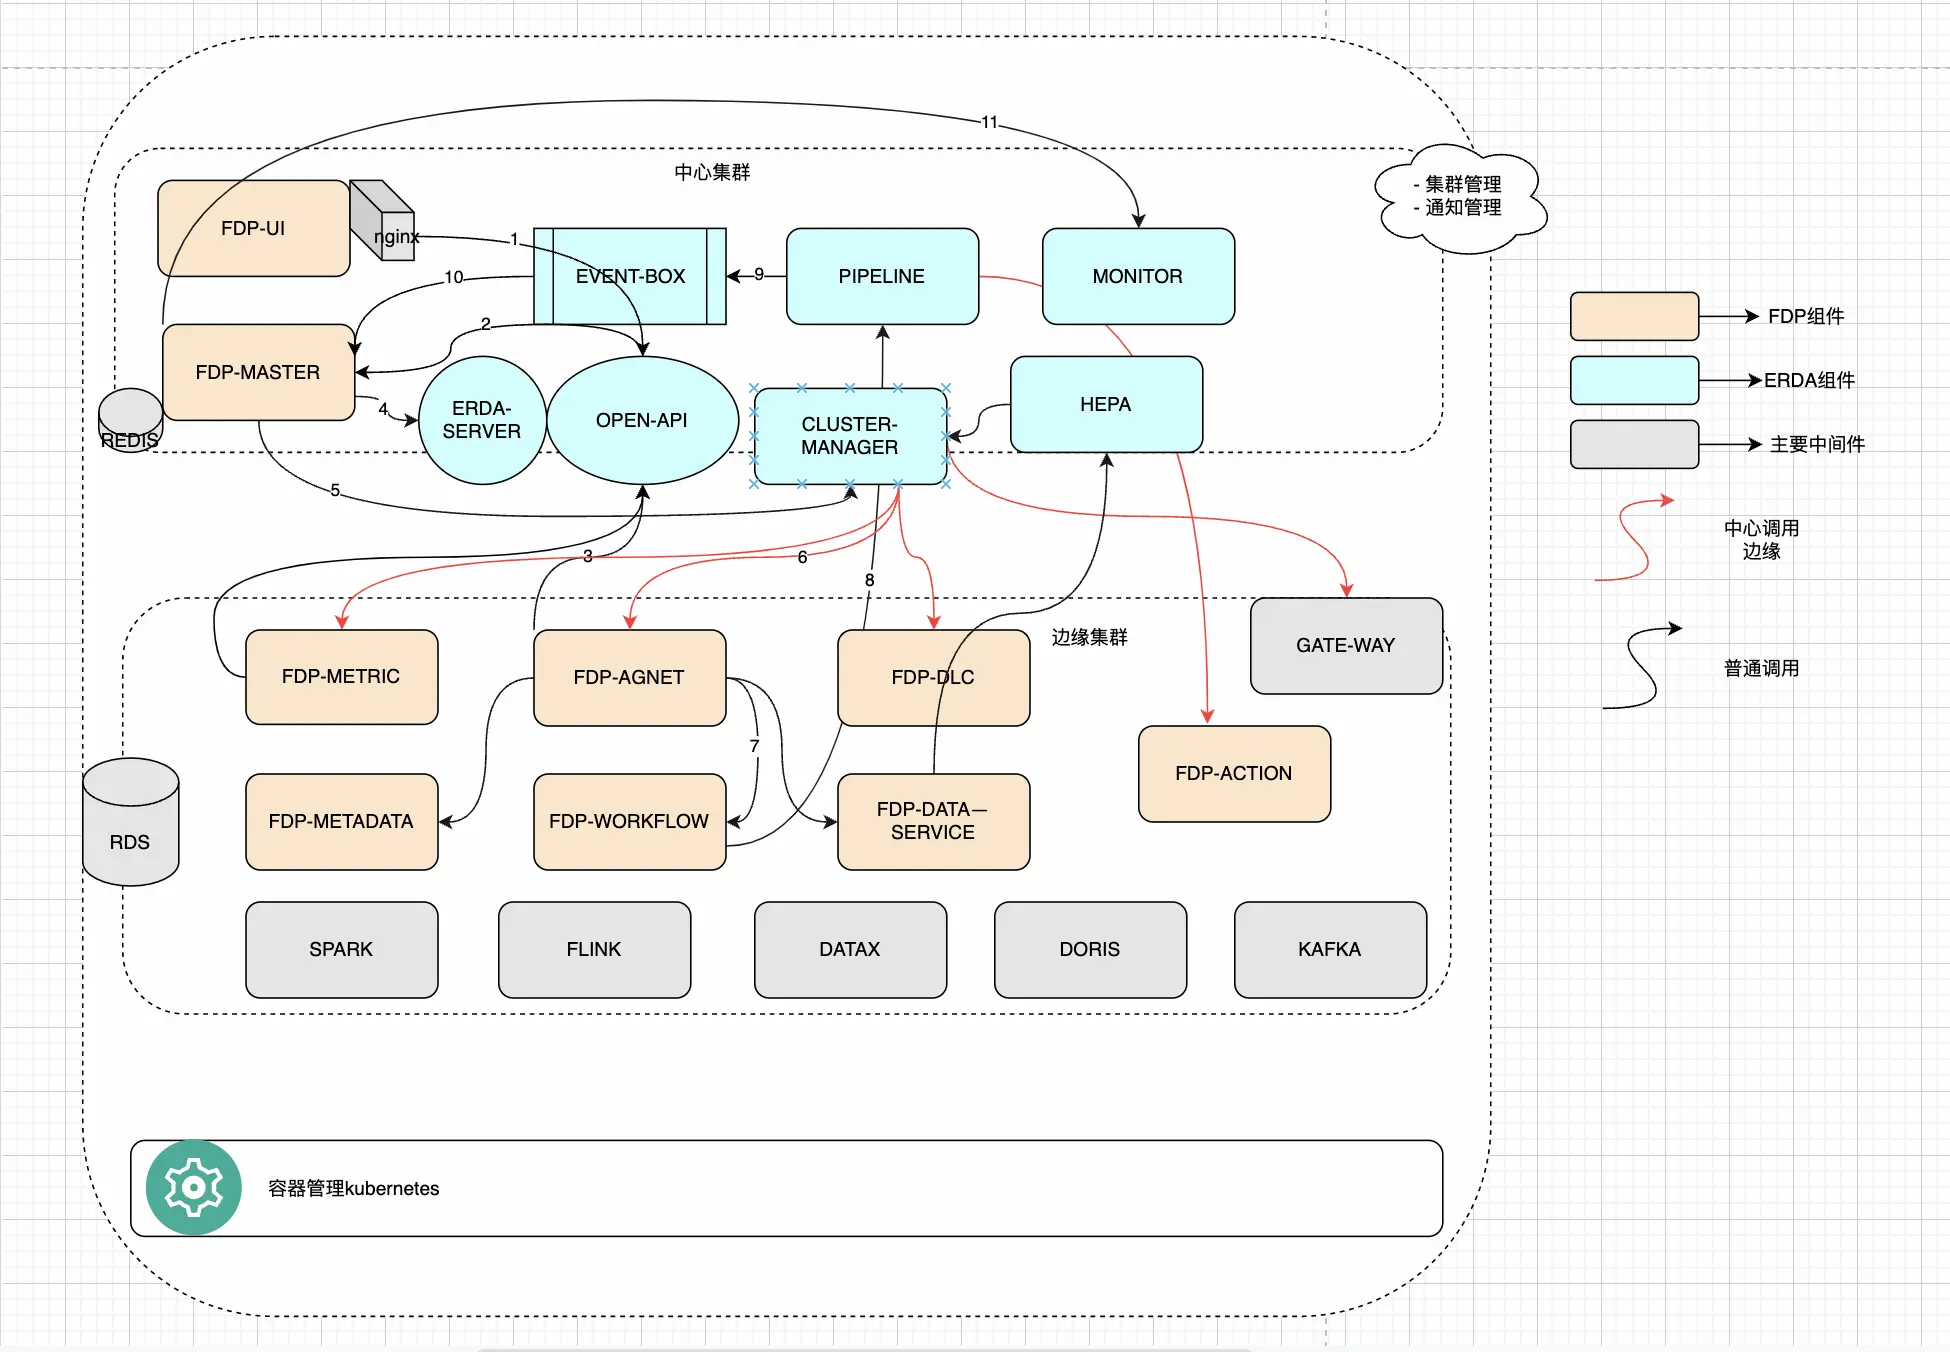 11
中心集群
- 集群管理
- 通知管理
FDP-UI
nginx
1
EVENT-BOX
10
9
PIPELINE
MONITOR
FDP组件
2
FDP-MASTER
ERDA组件
4
ERDA-
SERVER
OPEN-API
CLUSTER-
MANAGER
HEPA
REDIS
主要中间件
5
中心调用
边缘
3
6
8
边缘集群
GATE-WAY
普通调用
FDP-METRIC
FDP-AGNET
FDP-DLC
7
FDP-ACTION
FDP-METADATA
FDP-WORKFLOW
FDP-DATA—
SERVICE
RDS
SPARK
FLINK
DATAX
DORIS
KAFKA
容器管理kubernetes